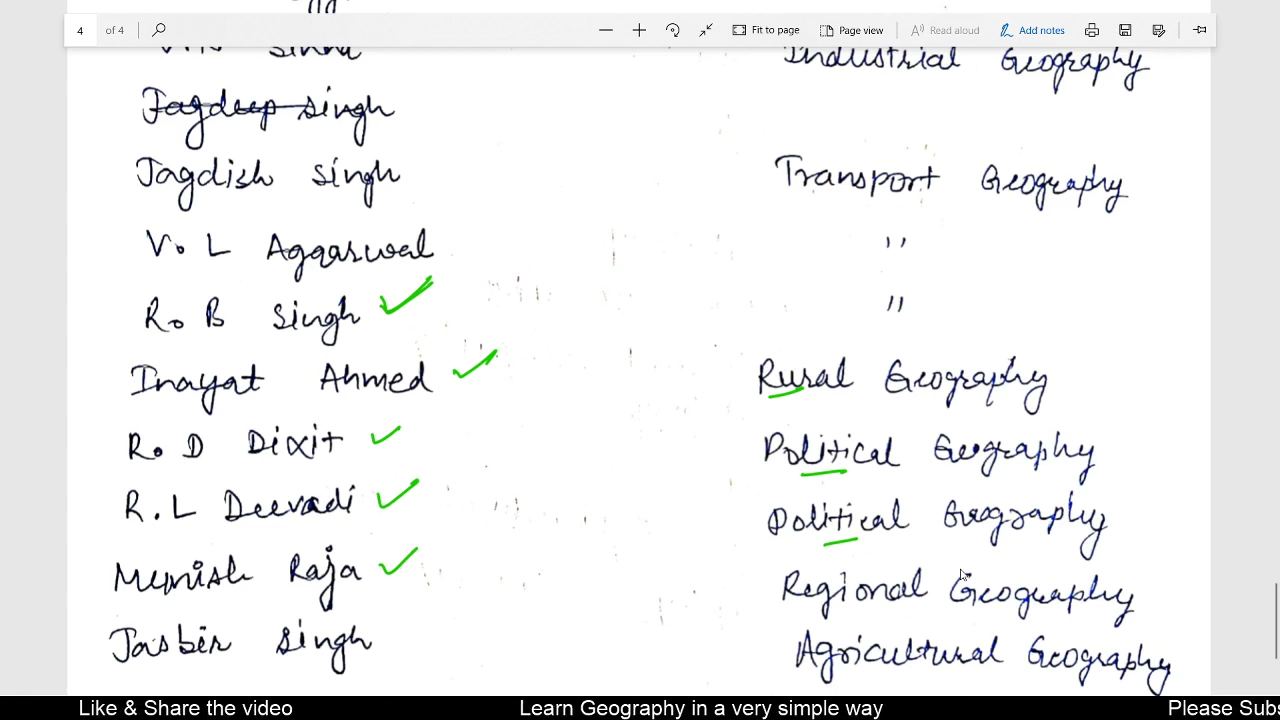 4 of 4 Fit to page Page view Read aloud Add notes
Singh Industrial Geography
Jagdeep singh
Jagdish singh Transport Geography
V. L Aggarwal "
R. B Singh "
Inayat Ahmed Rural Geography
R. D Dixit Political Geography
R. L Deevadi Political Geography
Munish Raja Regional Geography
Jasbir singh Agricultural Geography
Like & Share the video Learn Geography in a very simple way Please Subs